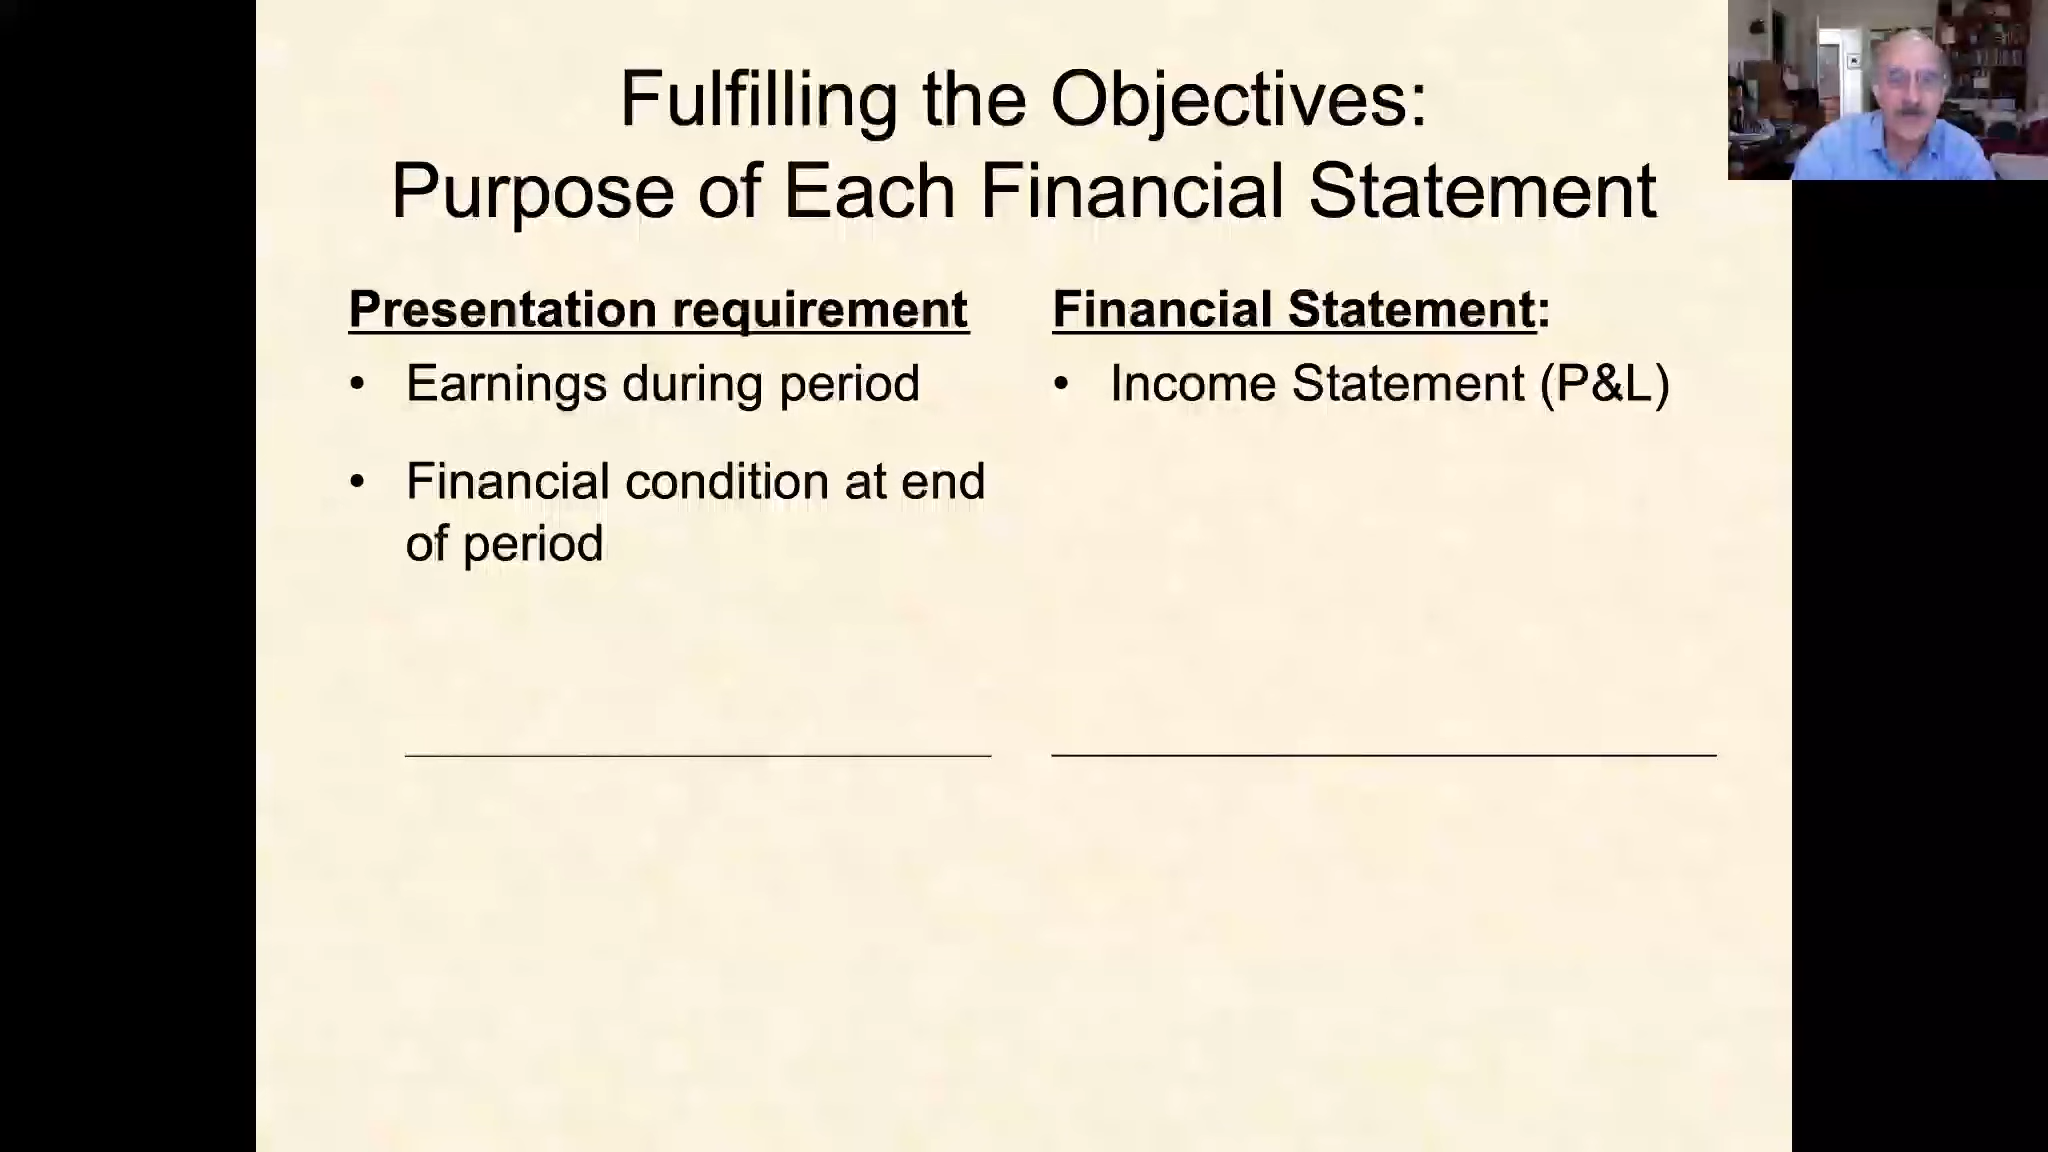 Fulfilling the Objectives:
Purpose of Each Financial Statement
Presentation requirement
• Earnings during period
• Financial condition at end
of period
Financial Statement:
• Income Statement (P&L)